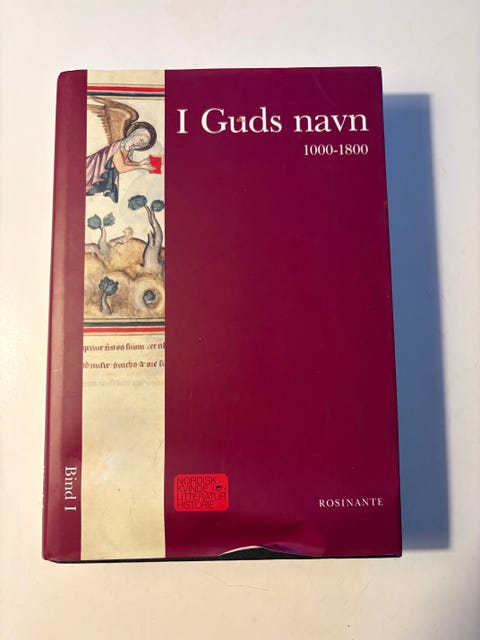 I Guds navn
1000-1800
Bind I
NORDISK
KVINDE
LITTERATUR
HISTORIE
ROSINANTE